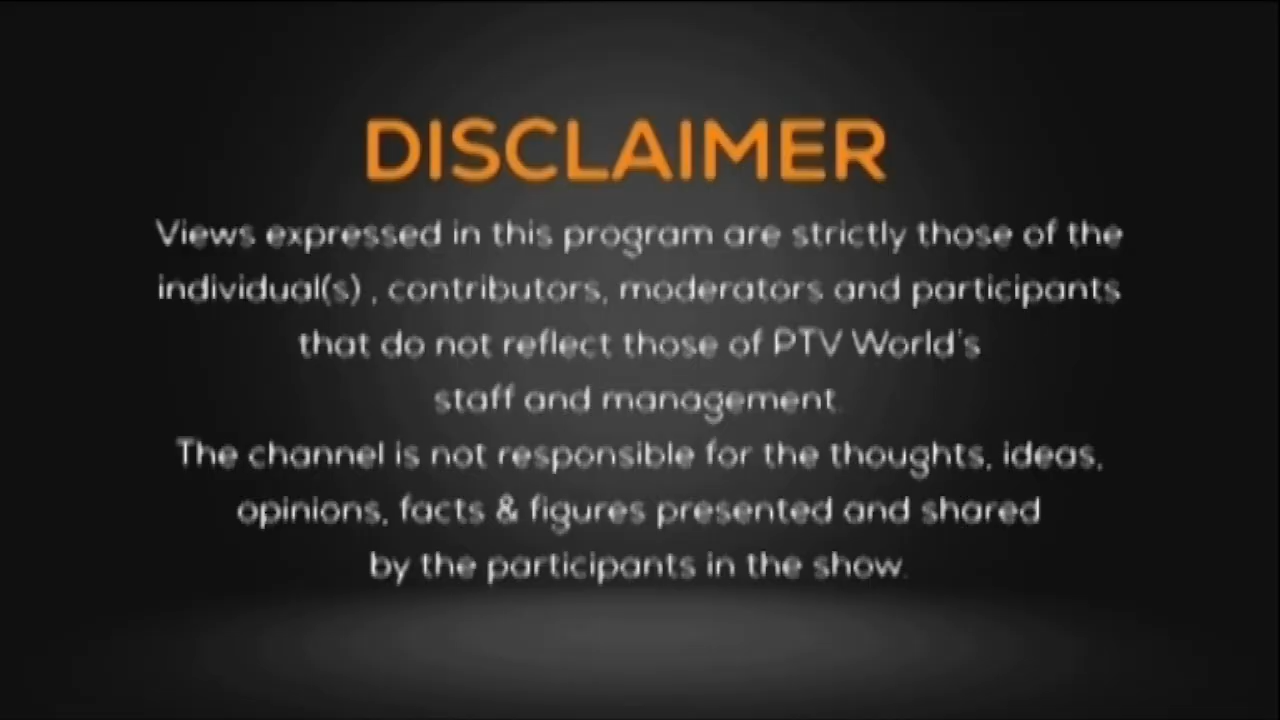 DISCLAIMER
Views expressed in this program are strictly those of the
individual(s) , contributors, moderators and participants
that do not reflect those of PTV World's
staff and management.
The channel is not responsible for the thoughts, ideas,
opinions, facts & figures presented and shared
by the participants in the show.